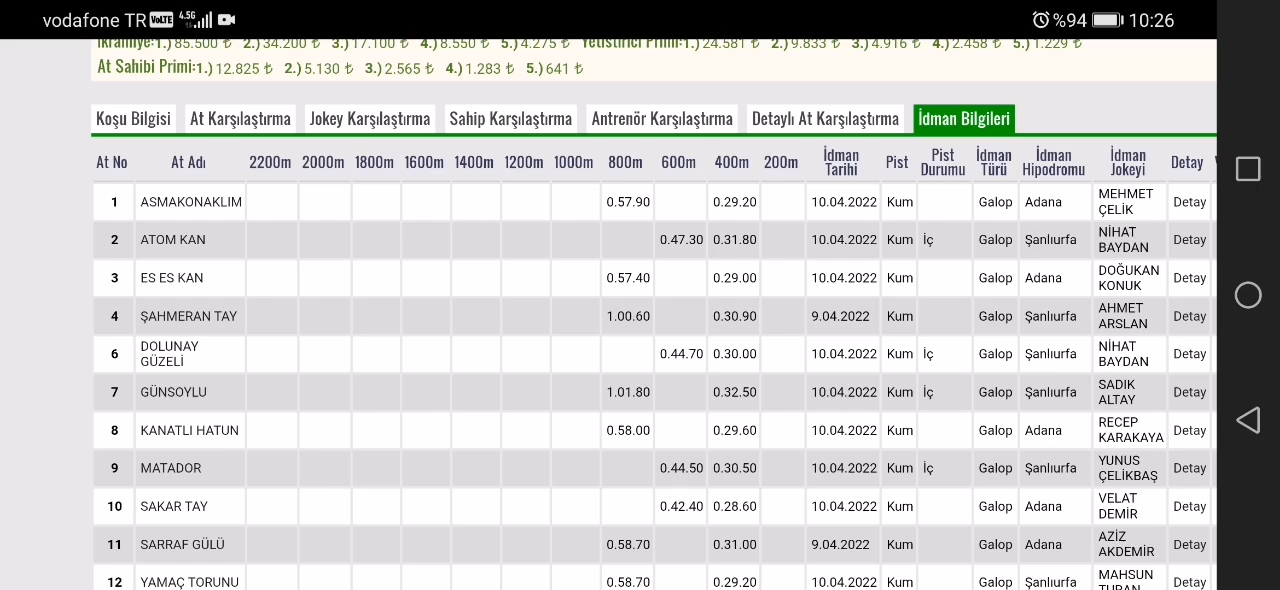 vodafone TR VoLTE 4.5G %94 10:26
İkramiye:1.) 85.500 ₺ 2.) 34.200 ₺ 3.) 17.100 ₺ 4.) 8.550 ₺ 5.) 4.275 ₺ Yetiştirici Primi:1.) 24.581 ₺ 2.) 9.833 ₺ 3.) 4.916 ₺ 4.) 2.458 ₺ 5.) 1.229 ₺
At Sahibi Primi:1.) 12.825 ₺ 2.) 5.130 ₺ 3.) 2.565 ₺ 4.) 1.283 ₺ 5.) 641 ₺
Koşu Bilgisi At Karşılaştırma Jokey Karşılaştırma Sahip Karşılaştırma Antrenör Karşılaştırma Detaylı At Karşılaştırma İdman Bilgileri
At No At Adı 2200m 2000m 1800m 1600m 1400m 1200m 1000m 800m 600m 400m 200m İdman Tarihi Pist Pist Durumu İdman Türü İdman Hipodromu İdman Jokeyi Detay
1 ASMAKONAKLIM 0.57.90 0.29.20 10.04.2022 Kum Galop Adana MEHMET ÇELİK Detay
2 ATOM KAN 0.47.30 0.31.80 10.04.2022 Kum İç Galop Şanlıurfa NİHAT BAYDAN Detay
3 ES ES KAN 0.57.40 0.29.00 10.04.2022 Kum Galop Adana DOĞUKAN KONUK Detay
4 ŞAHMERAN TAY 1.00.60 0.30.90 9.04.2022 Kum Galop Şanlıurfa AHMET ARSLAN Detay
6 DOLUNAY GÜZELİ 0.44.70 0.30.00 10.04.2022 Kum İç Galop Şanlıurfa NİHAT BAYDAN Detay
7 GÜNSOYLU 1.01.80 0.32.50 10.04.2022 Kum İç Galop Şanlıurfa SADIK ALTAY Detay
8 KANATLI HATUN 0.58.00 0.29.60 10.04.2022 Kum Galop Adana RECEP KARAKAYA Detay
9 MATADOR 0.44.50 0.30.50 10.04.2022 Kum İç Galop Şanlıurfa YUNUS ÇELİKBAŞ Detay
10 SAKAR TAY 0.42.40 0.28.60 10.04.2022 Kum Galop Adana VELAT DEMİR Detay
11 SARRAF GÜLÜ 0.58.70 0.31.00 9.04.2022 Kum Galop Adana AZİZ AKDEMİR Detay
12 YAMAÇ TORUNU 0.58.70 0.29.20 10.04.2022 Kum Galop Şanlıurfa MAHSUN TURAN Detay